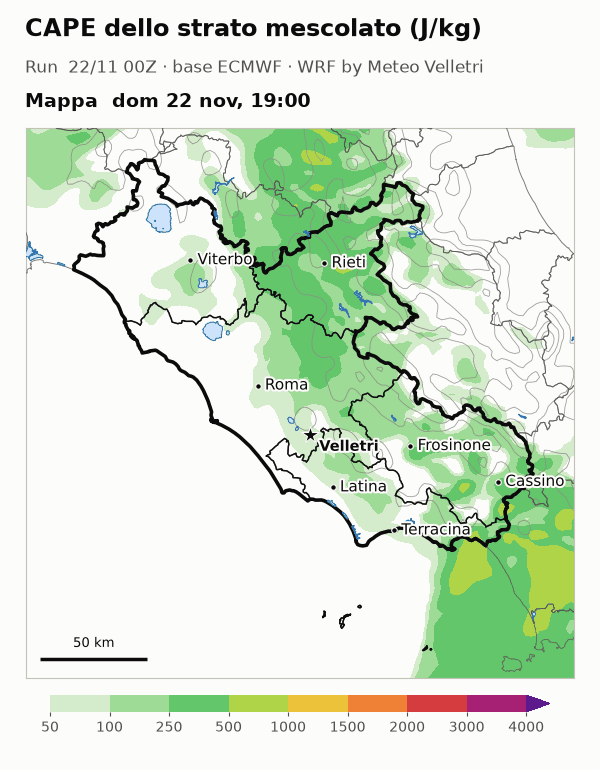 CAPE dello strato mescolato (J/kg)
Run  22/11 00Z · base ECMWF · WRF by Meteo Velletri
Mappa  dom 22 nov, 19:00
Viterbo
Rieti
Roma
Velletri
Frosinone
Latina
Cassino
Terracina
50 km
50 100 250 500 1000 1500 2000 3000 4000